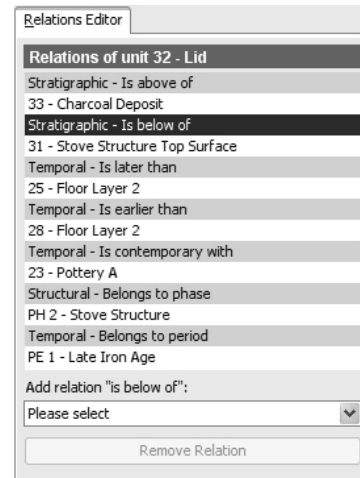 Relations Editor
Relations of unit 32 - Lid
Stratigraphic - Is above of
33 - Charcoal Deposit
Stratigraphic - Is below of
31 - Stove Structure Top Surface
Temporal - Is later than
25 - Floor Layer 2
Temporal - Is earlier than
28 - Floor Layer 2
Temporal - Is contemporary with
23 - Pottery A
Structural - Belongs to phase
PH 2 - Stove Structure
Temporal - Belongs to period
PE 1 - Late Iron Age
Add relation "is below of":
Please select
Remove Relation